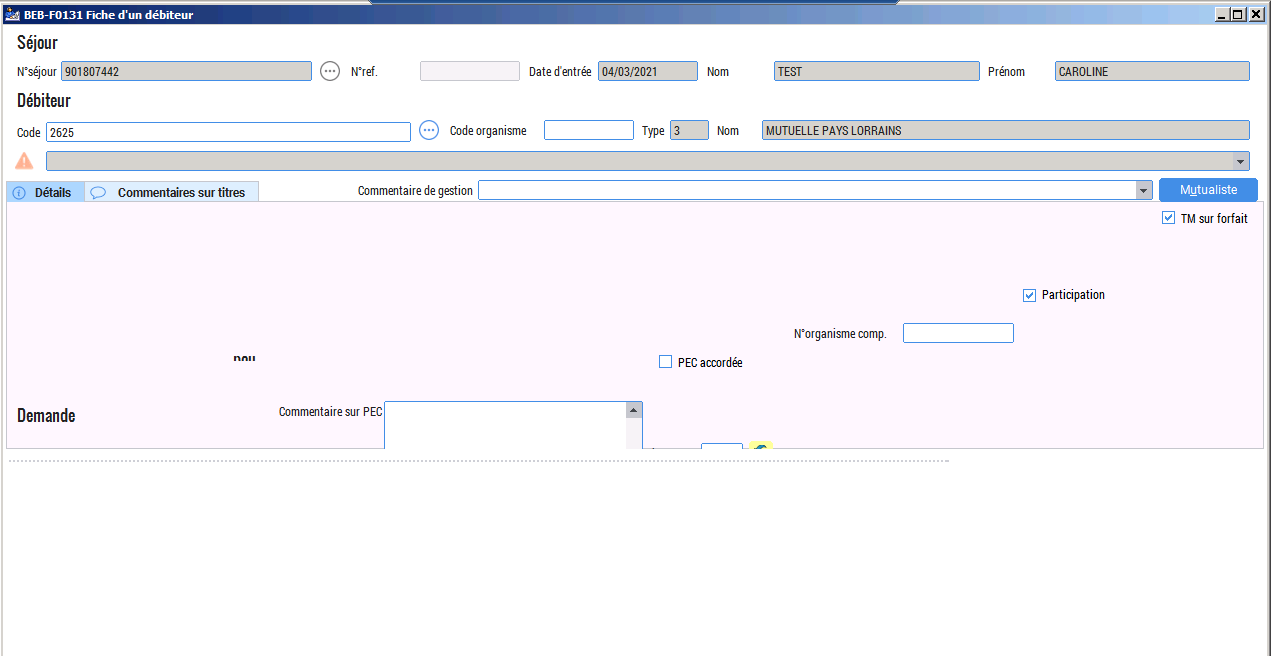 BEB-F0131 Fiche d'un débiteur
Séjour
N°séjour 901807442 N°ref. Date d'entrée 04/03/2021 Nom TEST Prénom CAROLINE
Débiteur
Code 2625 Code organisme Type 3 Nom MUTUELLE PAYS LORRAINS
Détails Commentaires sur titres Commentaire de gestion Mutualiste
TM sur forfait
Participation
N°organisme comp.
PEC accordée
Demande Commentaire sur PEC